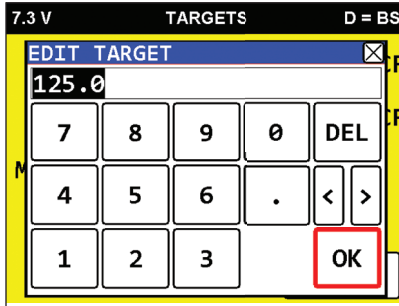 7.3 V TARGETS D = BS
EDIT TARGET
125.0
7 8 9 0 DEL
4 5 6 . < >
1 2 3 OK